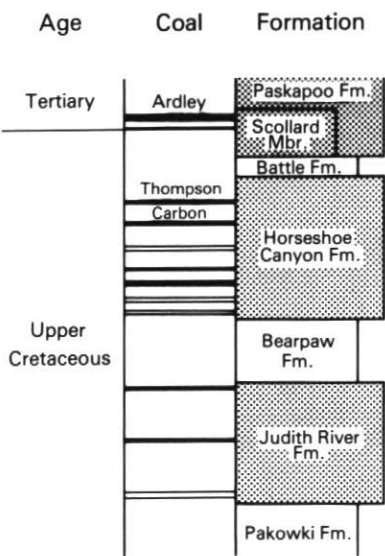 Age
Coal
Formation
Paskapoo Fm.
Tertiary
Ardley
Scollard
Mbr.
Battle Fm.
Thompson
Carbon
Horseshoe
Canyon Fm.
Upper
Cretaceous
Bearpaw
Fm.
Judith River
Fm.
Pakowki Fm.